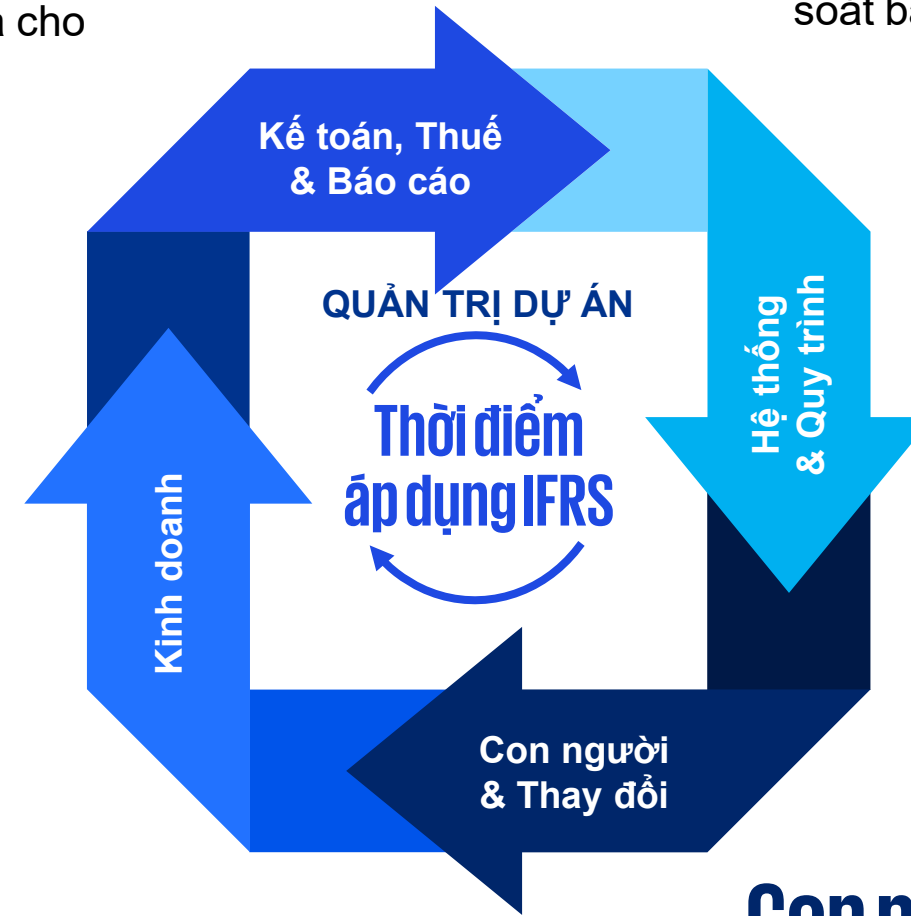 cho
soát
Kế toán, Thuế
& Báo cáo
QUẢN TRỊ DỰ ÁN
Hệ thống
& Quy trình
Thời điểm
áp dụng IFRS
Kinh doanh
Con người
& Thay đổi
Con